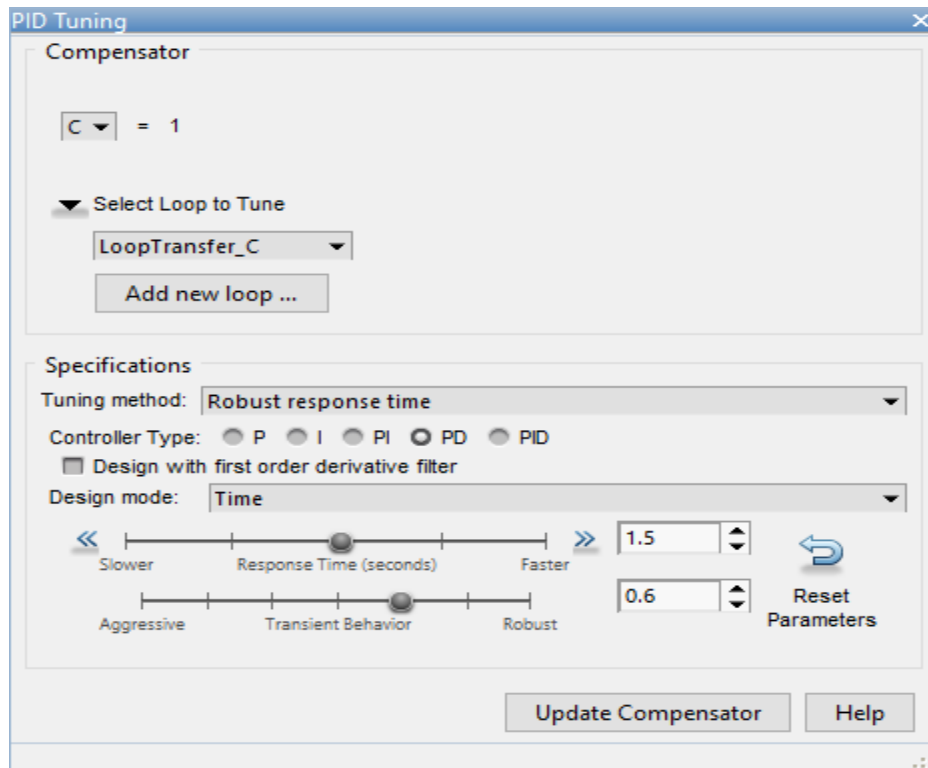 PID Tuning
Compensator
C = 1
Select Loop to Tune
LoopTransfer_C
Add new loop ...
Specifications
Tuning method: Robust response time
Controller Type: P I PI PD PID
Design with first order derivative filter
Design mode: Time
1.5
Slower Response Time (seconds) Faster
0.6
Reset
Parameters
Aggressive Transient Behavior Robust
Update Compensator Help